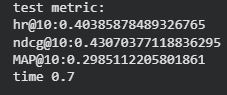 test metric:
hr@10:0.40385878489326765
ndcg@10:0.43070377118836295
MAP@10:0.2985112205801861
time 0.7